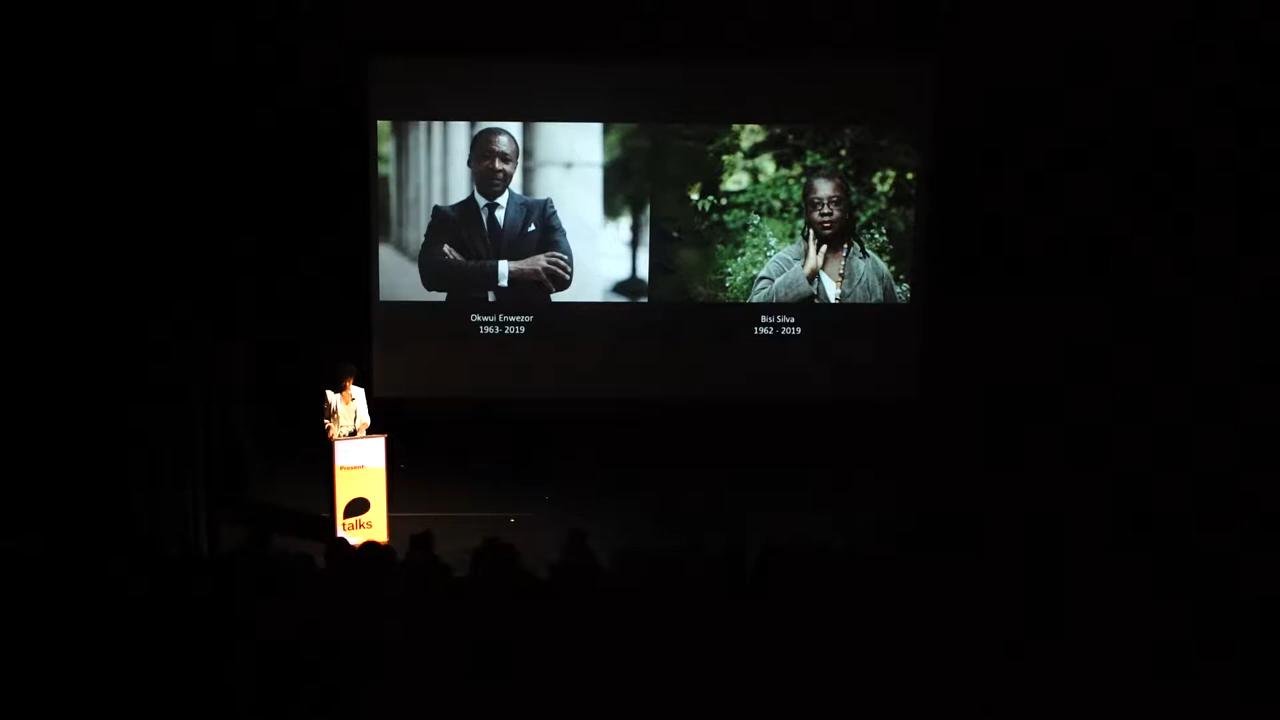 Okwui Enwezor
1963- 2019
Bisi Silva
1962 - 2019
Present
talks